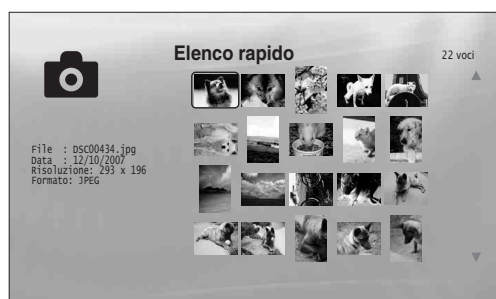 Elenco rapido
22 voci
File : DSC00434.jpg
Data : 12/10/2007
Risoluzione: 293 x 196
Formato: JPEG